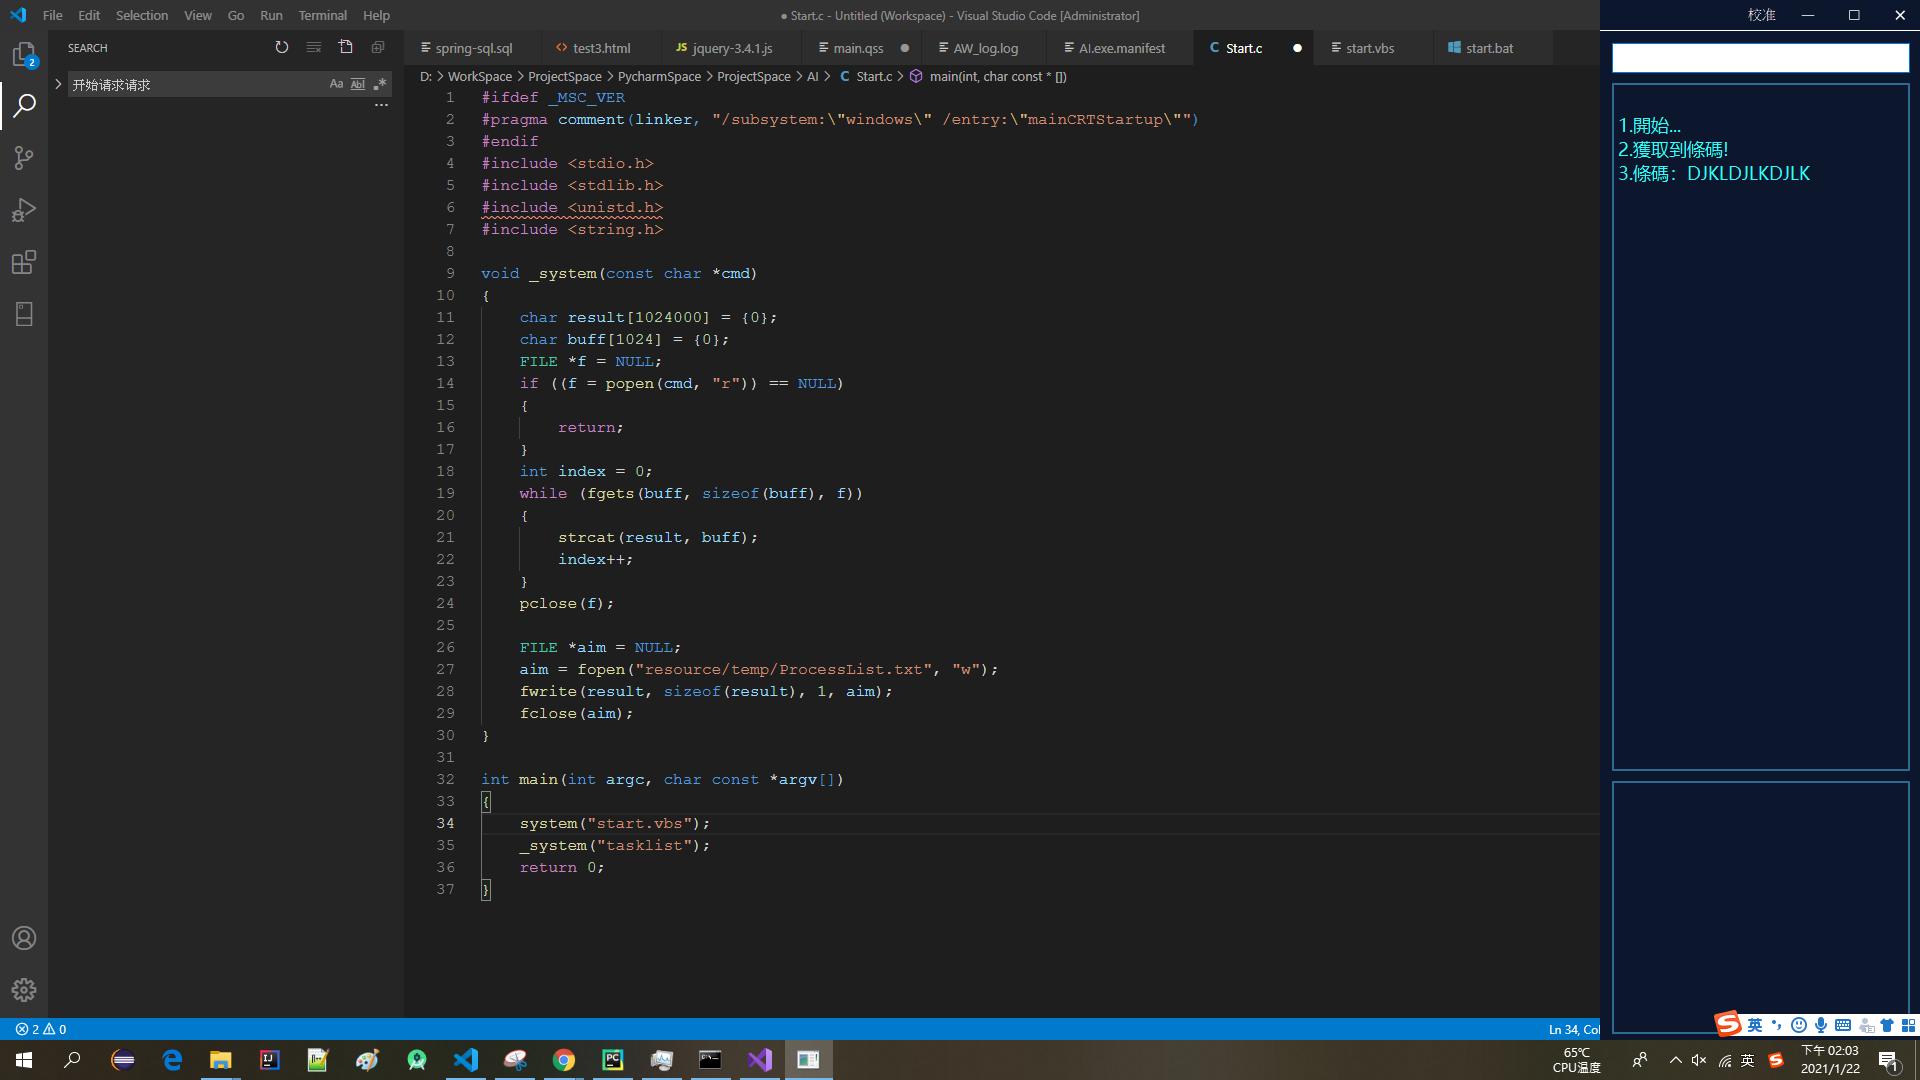 File Edit Selection View Go Run Terminal Help
● Start.c - Untitled (Workspace) - Visual Studio Code [Administrator]
校准
SEARCH
spring-sql.sql
test3.html
JS jquery-3.4.1.js
main.qss
AW_log.log
AI.exe.manifest
C Start.c
start.vbs
start.bat
2
开始请求请求
Aa Abl
D: > WorkSpace > ProjectSpace > PycharmSpace > ProjectSpace > AI > C Start.c > main(int, char const * [])
1 #ifdef _MSC_VER
2 #pragma comment(linker, "/subsystem:\"windows\" /entry:\"mainCRTStartup\"")
3 #endif
4 #include <stdio.h>
5 #include <stdlib.h>
6 #include <unistd.h>
7 #include <string.h>
8
9 void _system(const char *cmd)
10 {
11 char result[1024000] = {0};
12 char buff[1024] = {0};
13 FILE *f = NULL;
14 if ((f = popen(cmd, "r")) == NULL)
15 {
16 return;
17 }
18 int index = 0;
19 while (fgets(buff, sizeof(buff), f))
20 {
21 strcat(result, buff);
22 index++;
23 }
24 pclose(f);
25
26 FILE *aim = NULL;
27 aim = fopen("resource/temp/ProcessList.txt", "w");
28 fwrite(result, sizeof(result), 1, aim);
29 fclose(aim);
30 }
31
32 int main(int argc, char const *argv[])
33 {
34 system("start.vbs");
35 _system("tasklist");
36 return 0;
37 }
1.開始...
2.獲取到條碼!
3.條碼：DJKLDJLKDJLK
2 0
Ln 34, Col
英
65℃
CPU温度
英
下午 02:03
2021/1/22
1